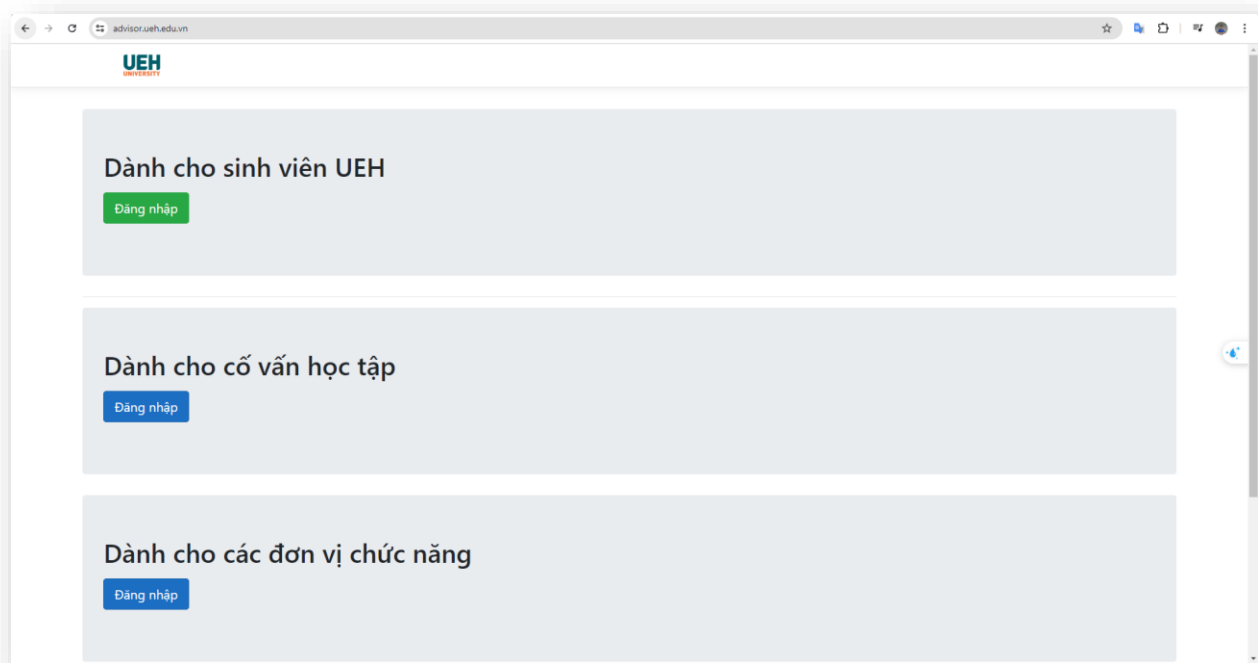 advisor.ueh.edu.vn
UEH
UNIVERSITY
Dành cho sinh viên UEH
Đăng nhập
Dành cho cố vấn học tập
Đăng nhập
Dành cho các đơn vị chức năng
Đăng nhập